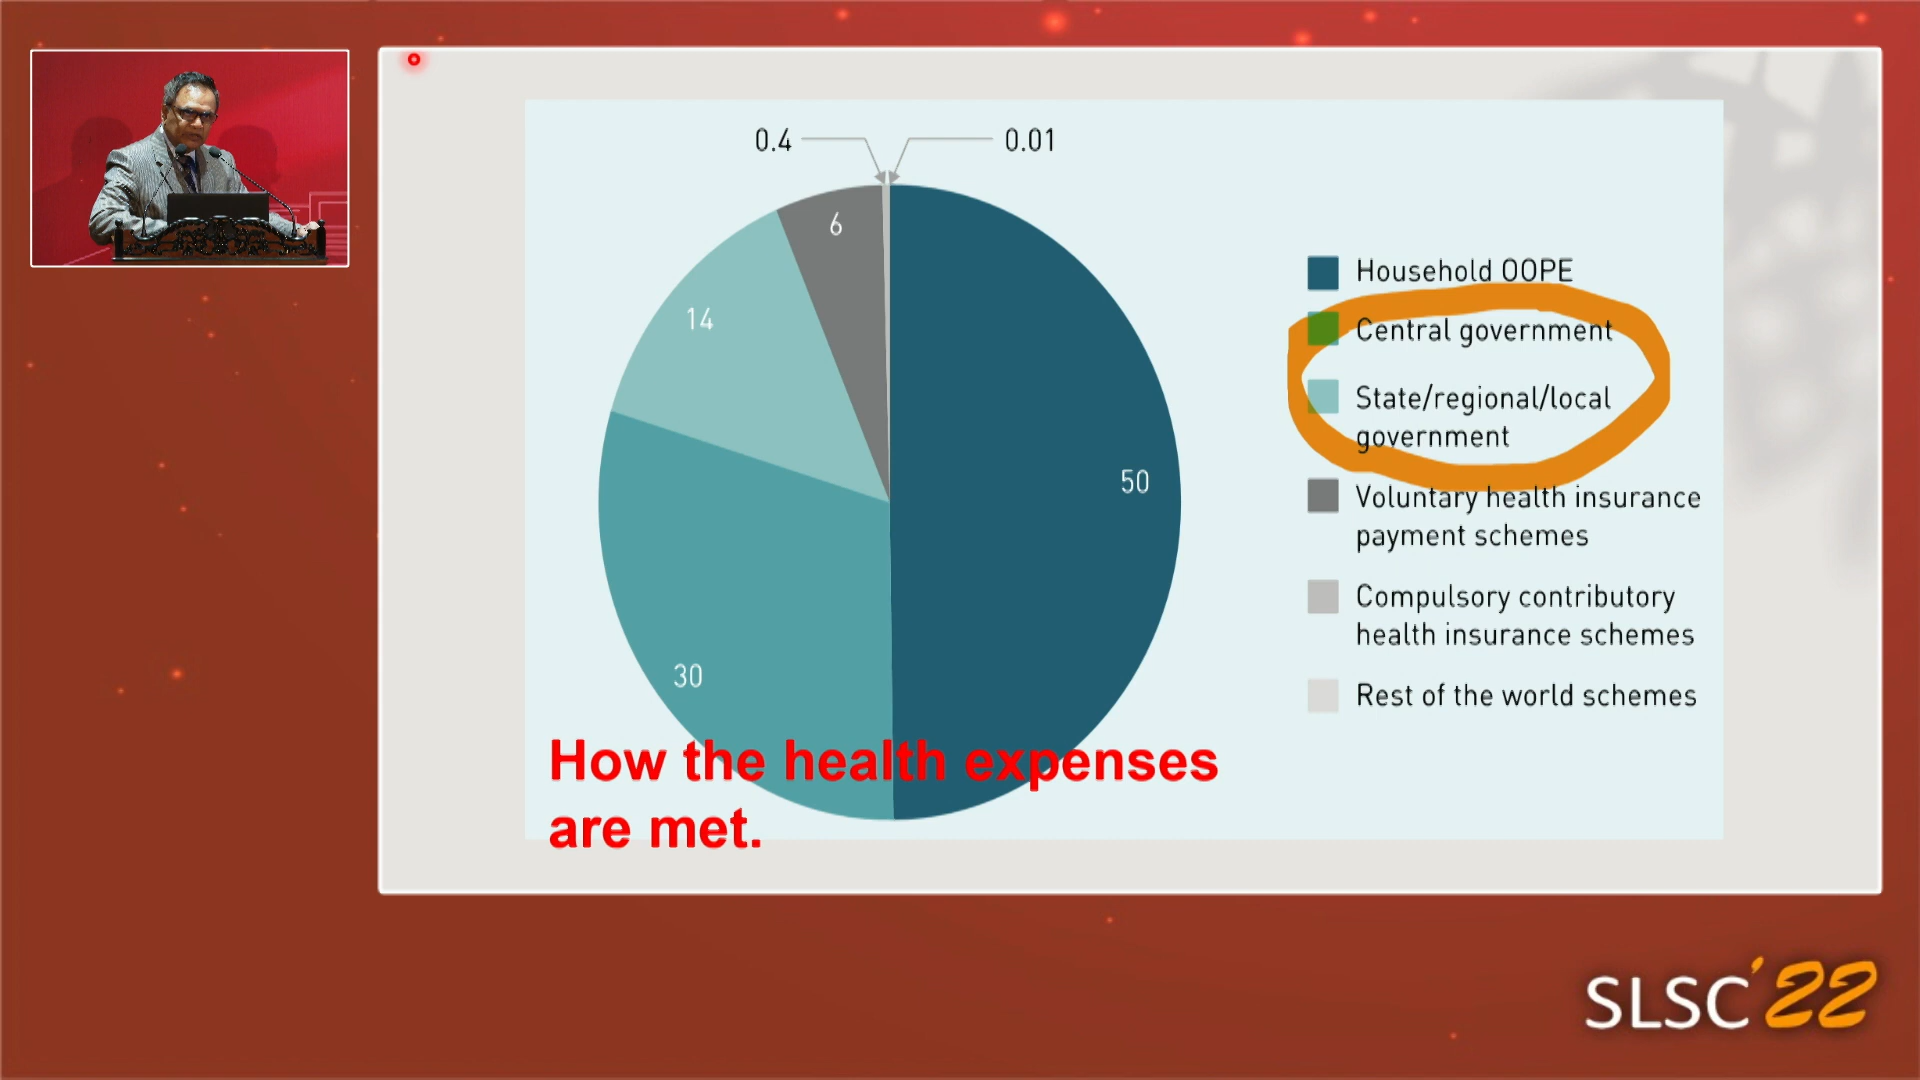 0.4
0.01
6
14
50
30
Household OOPE
Central government
State/regional/local
government
Voluntary health insurance
payment schemes
Compulsory contributory
health insurance schemes
Rest of the world schemes
How the health expenses
are met.
SLSC'22